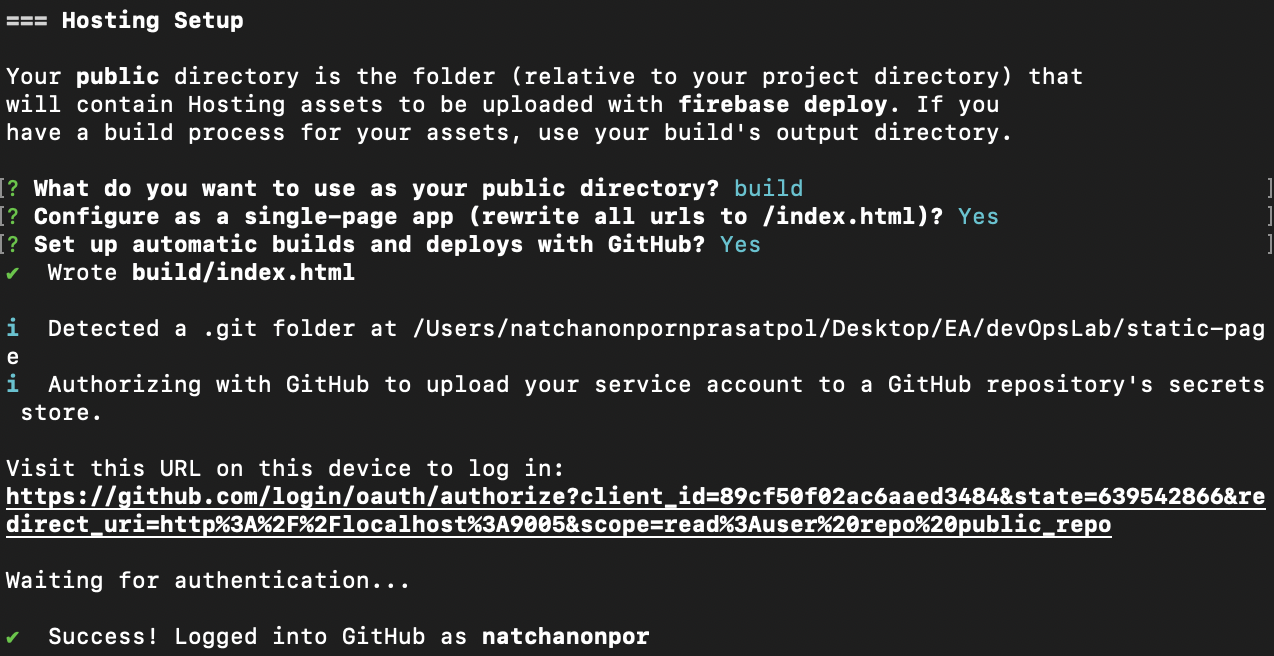 === Hosting Setup
Your public directory is the folder (relative to your project directory) that
will contain Hosting assets to be uploaded with firebase deploy. If you
have a build process for your assets, use your build's output directory.
[? What do you want to use as your public directory? build ]
[? Configure as a single-page app (rewrite all urls to /index.html)? Yes ]
[? Set up automatic builds and deploys with GitHub? Yes ]
✔ Wrote build/index.html
i Detected a .git folder at /Users/natchanonpornprasatpol/Desktop/EA/devOpsLab/static-pag
e
i Authorizing with GitHub to upload your service account to a GitHub repository's secrets
store.
Visit this URL on this device to log in:
https://github.com/login/oauth/authorize?client_id=89cf50f02ac6aaed3484&state=639542866&re
direct_uri=http%3A%2F%2Flocalhost%3A9005&scope=read%3Auser%20repo%20public_repo
Waiting for authentication...
✔ Success! Logged into GitHub as natchanonpor